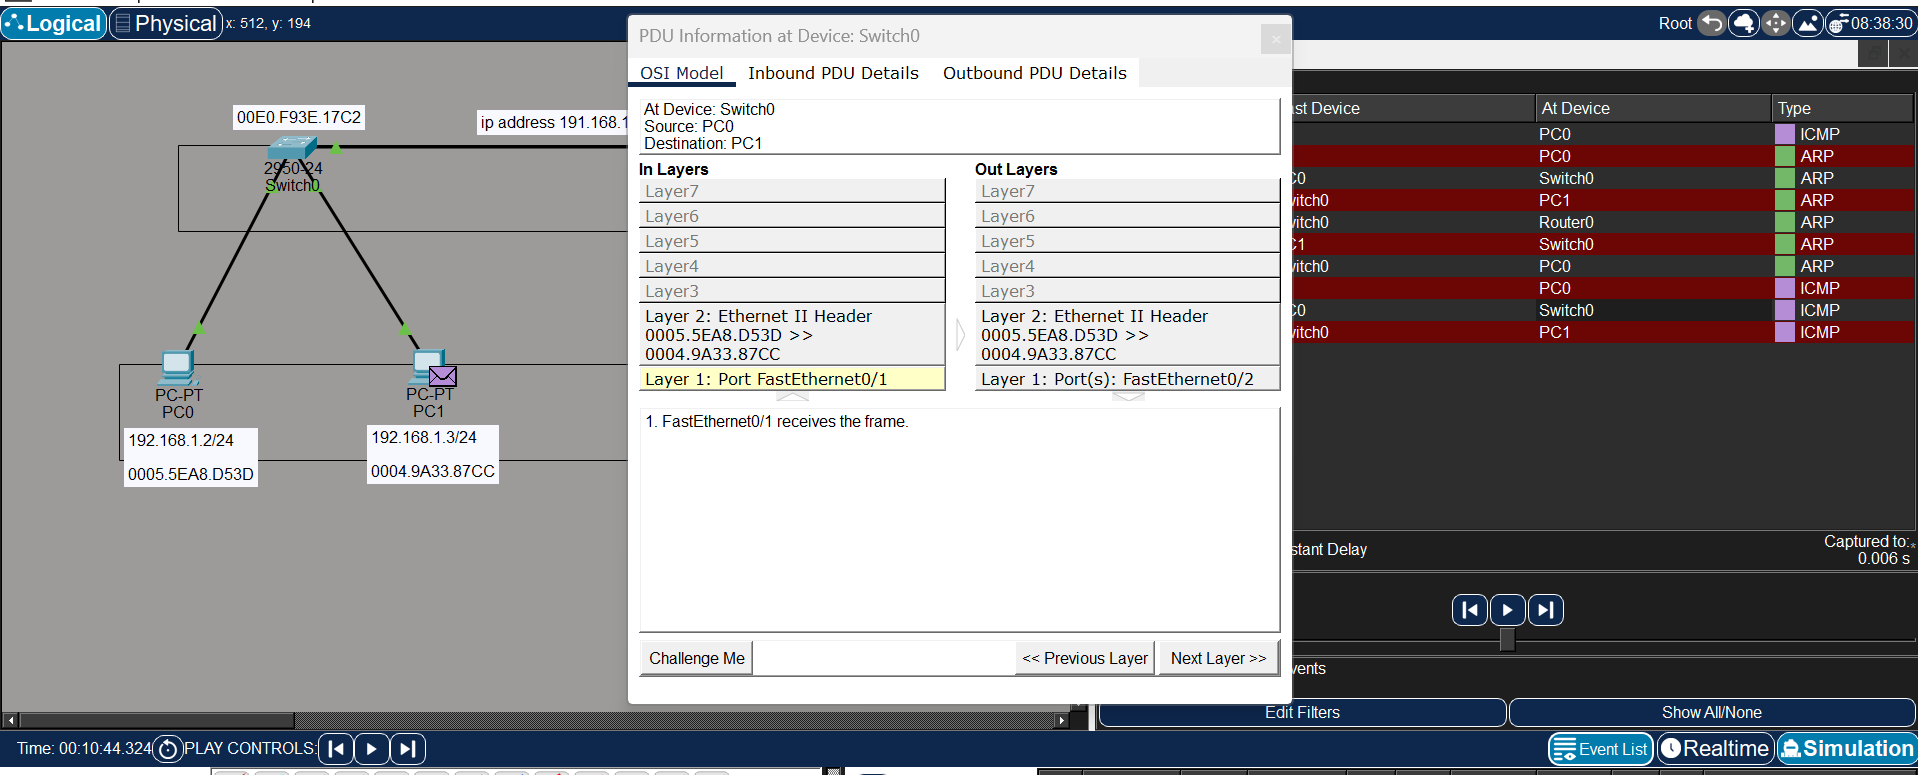 Logical
Physical
x: 512, y: 194
Root
08:38:30
00E0.F93E.17C2
ip address 191.168.1
2950-24
Switch0
PC-PT
PC0
PC-PT
PC1
192.168.1.2/24
0005.5EA8.D53D
192.168.1.3/24
0004.9A33.87CC
PDU Information at Device: Switch0
OSI Model
Inbound PDU Details
Outbound PDU Details
At Device: Switch0
Source: PC0
Destination: PC1
In Layers
Layer7
Layer6
Layer5
Layer4
Layer3
Layer 2: Ethernet II Header
0005.5EA8.D53D >>
0004.9A33.87CC
Layer 1: Port FastEthernet0/1
Out Layers
Layer7
Layer6
Layer5
Layer4
Layer3
Layer 2: Ethernet II Header
0005.5EA8.D53D >>
0004.9A33.87CC
Layer 1: Port(s): FastEthernet0/2
1. FastEthernet0/1 receives the frame.
Challenge Me
<< Previous Layer
Next Layer >>
st Device At Device Type
PC0 ICMP
PC0 ARP
C0 Switch0 ARP
itch0 PC1 ARP
itch0 Router0 ARP
C1 Switch0 ARP
itch0 PC0 ARP
PC0 ICMP
C0 Switch0 ICMP
itch0 PC1 ICMP
stant Delay
Captured to:
0.006 s
vents
Edit Filters
Show All/None
Time: 00:10:44.324
PLAY CONTROLS:
Event List
Realtime
Simulation